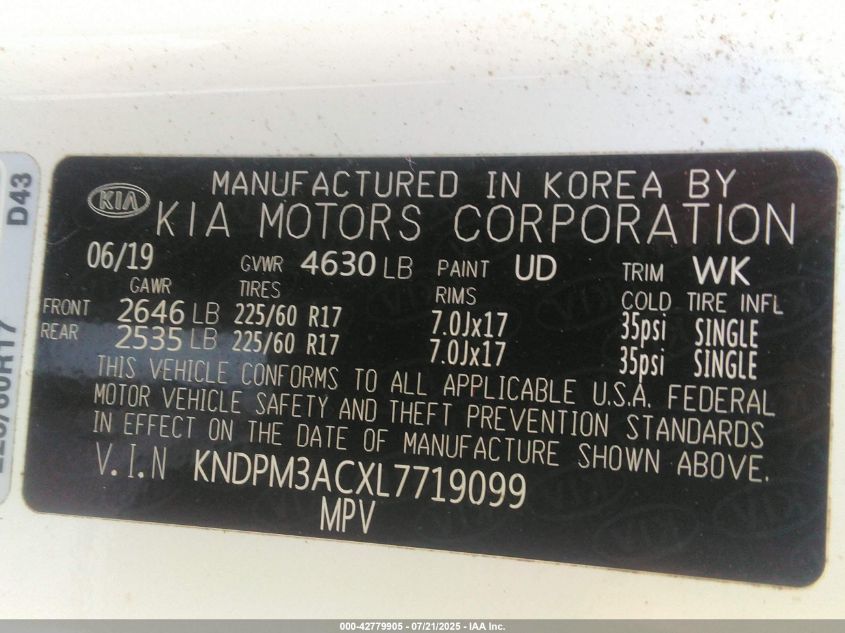 MANUFACTURED IN KOREA BY
KIA KIA MOTORS CORPORATION
06/19 GVWR 4630 LB PAINT UD TRIM WK
GAWR TIRES RIMS COLD TIRE INFL
FRONT 2646 LB 225/60 R17 7.0Jx17 35psi SINGLE
REAR 2535 LB 225/60 R17 7.0Jx17 35psi SINGLE
THIS VEHICLE CONFORMS TO ALL APPLICABLE U.S.A. FEDERAL
MOTOR VEHICLE SAFETY AND THEFT PREVENTION STANDARDS
IN EFFECT ON THE DATE OF MANUFACTURE SHOWN ABOVE.
V.I.N KNDPM3ACXL7719099
MPV
D43
000-42779905 - 07/21/2025 - IAA Inc.